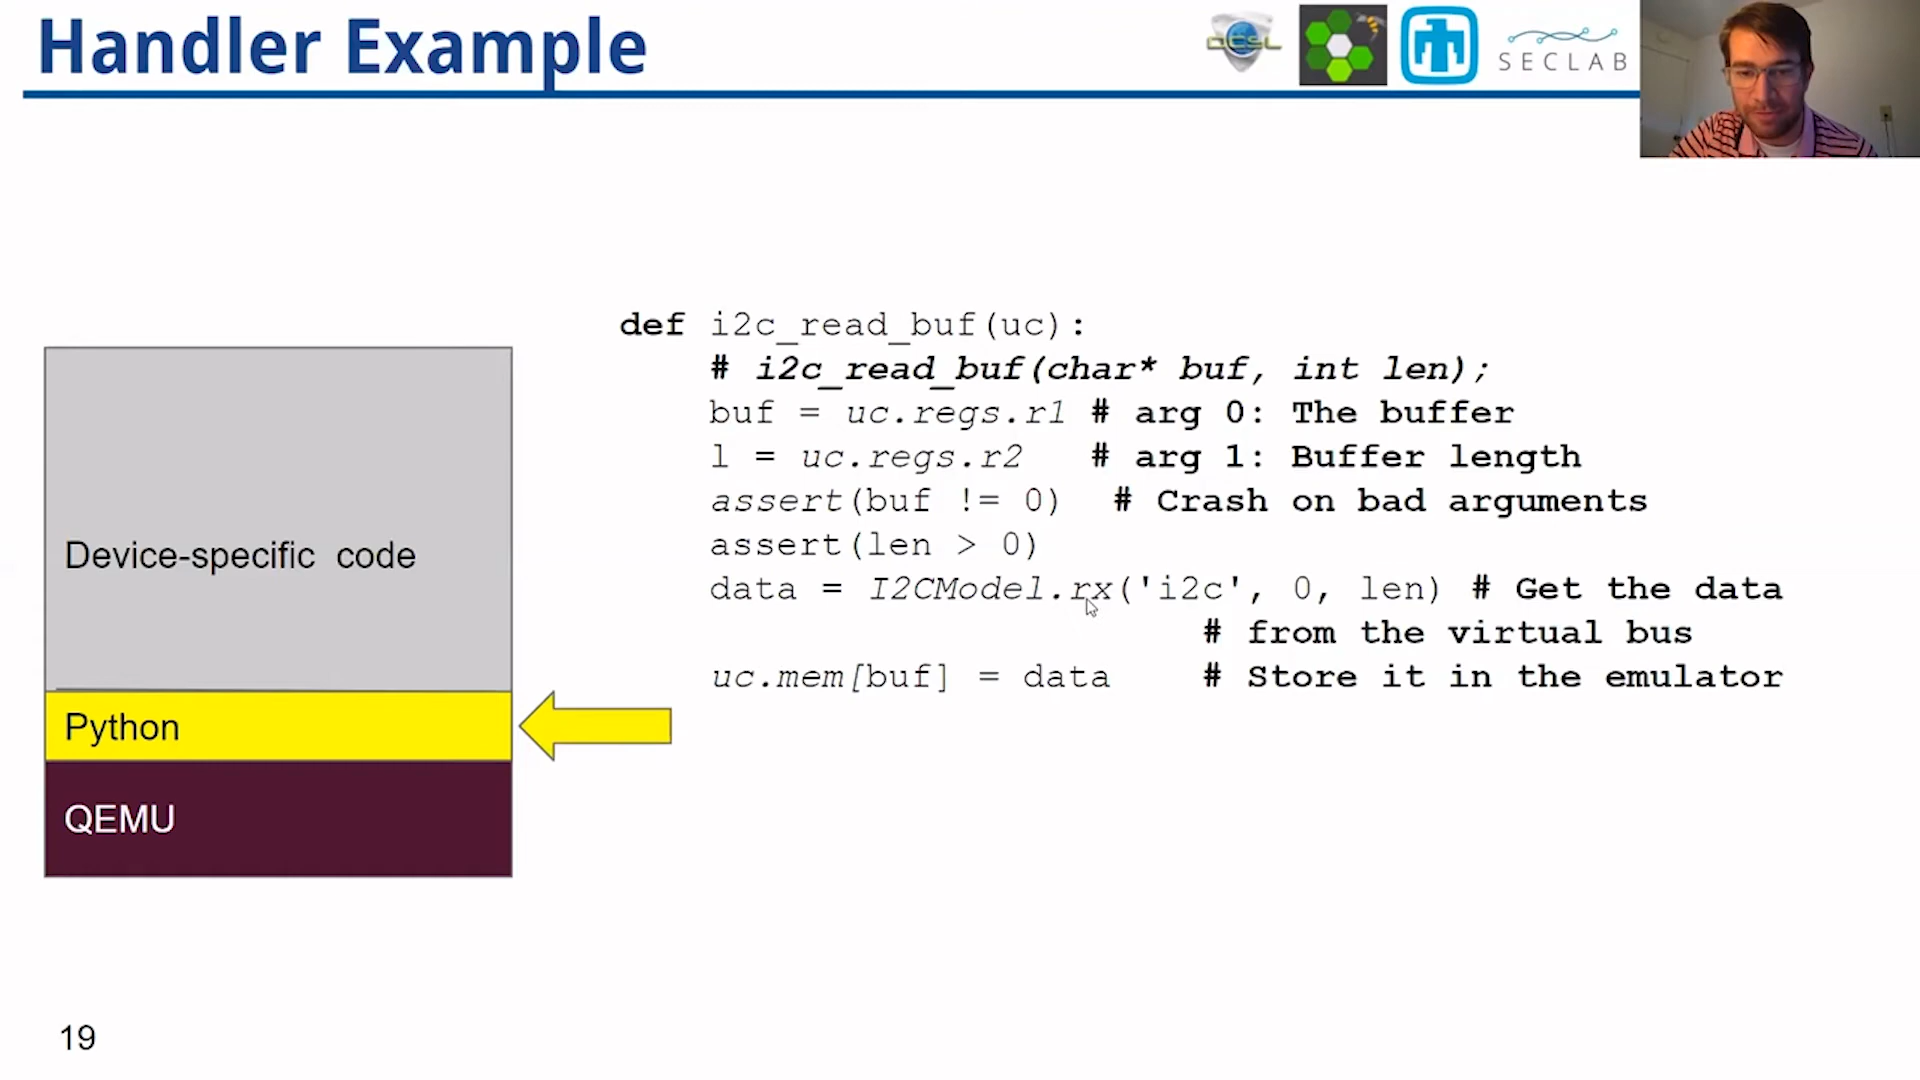 Handler Example
SECLAB
def i2c_read_buf(uc):
# i2c_read_buf(char* buf, int len);
buf = uc.regs.r1 # arg 0: The buffer
l = uc.regs.r2 # arg 1: Buffer length
assert(buf != 0) # Crash on bad arguments
assert(len > 0)
data = I2CModel.rx('i2c', 0, len) # Get the data
# from the virtual bus
uc.mem[buf] = data # Store it in the emulator
Device-specific code
Python
QEMU
19